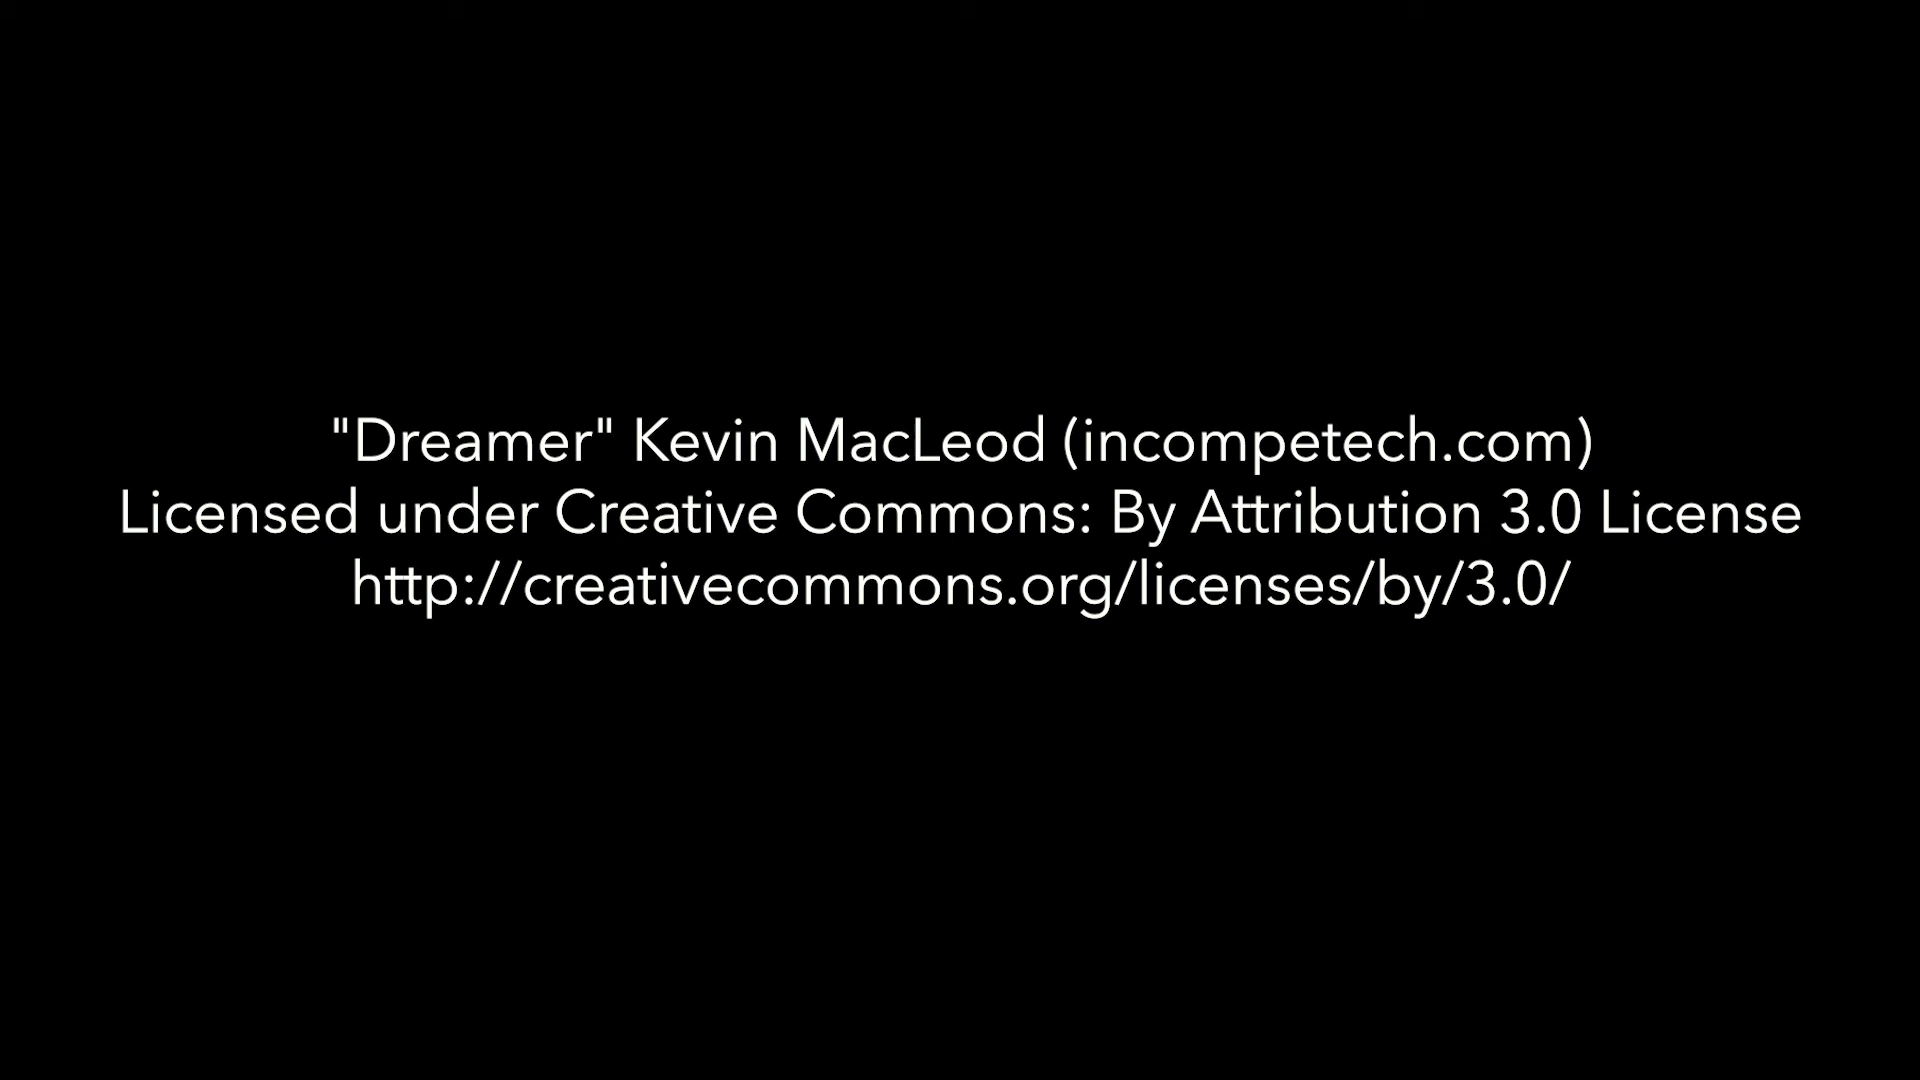 "Dreamer" Kevin MacLeod (incompetech.com)
Licensed under Creative Commons: By Attribution 3.0 License
http://creativecommons.org/licenses/by/3.0/